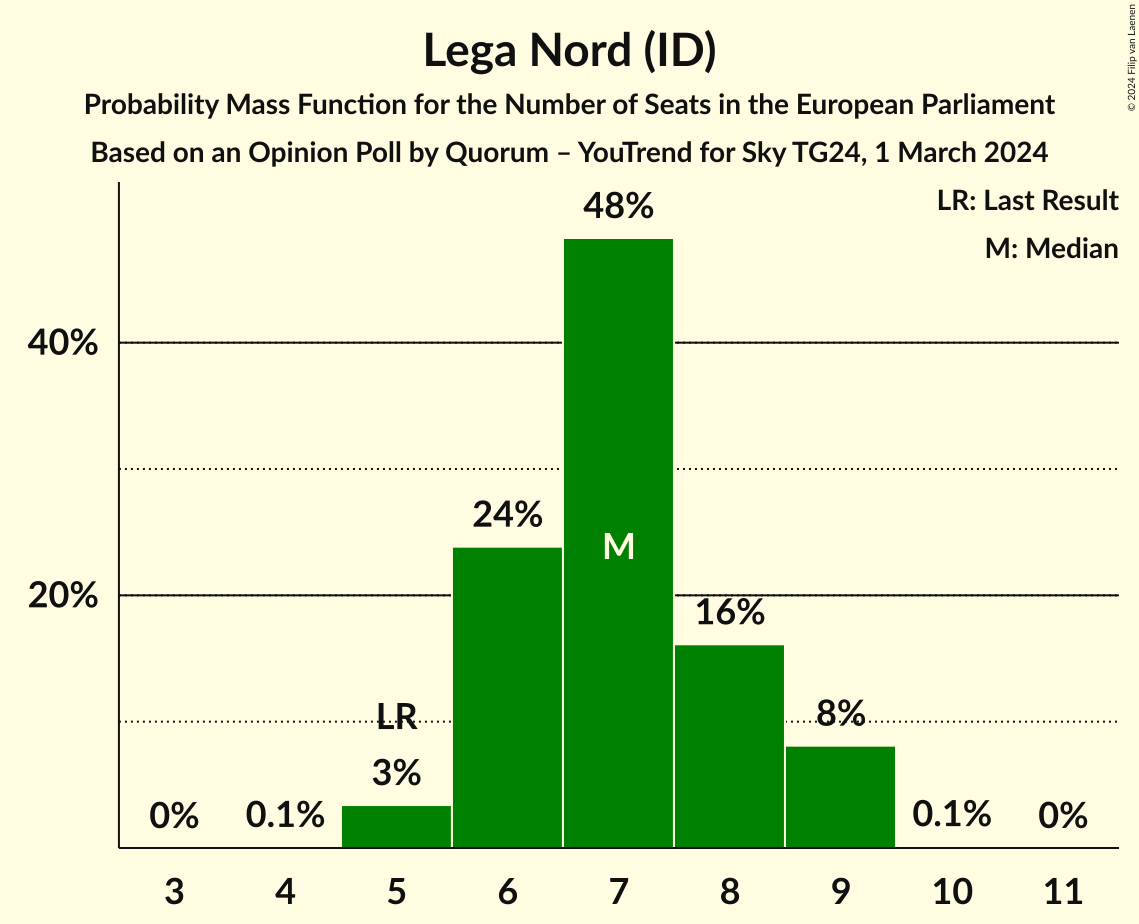 Lega Nord (ID)
Probability Mass Function for the Number of Seats in the European Parliament
Based on an Opinion Poll by Quorum – YouTrend for Sky TG24, 1 March 2024
© 2024 Filip van Laenen
LR: Last Result
M: Median
48%
40%
24%
M
20%
16%
LR
8%
3%
0%
0.1%
0.1%
0%
3 4 5 6 7 8 9 10 11